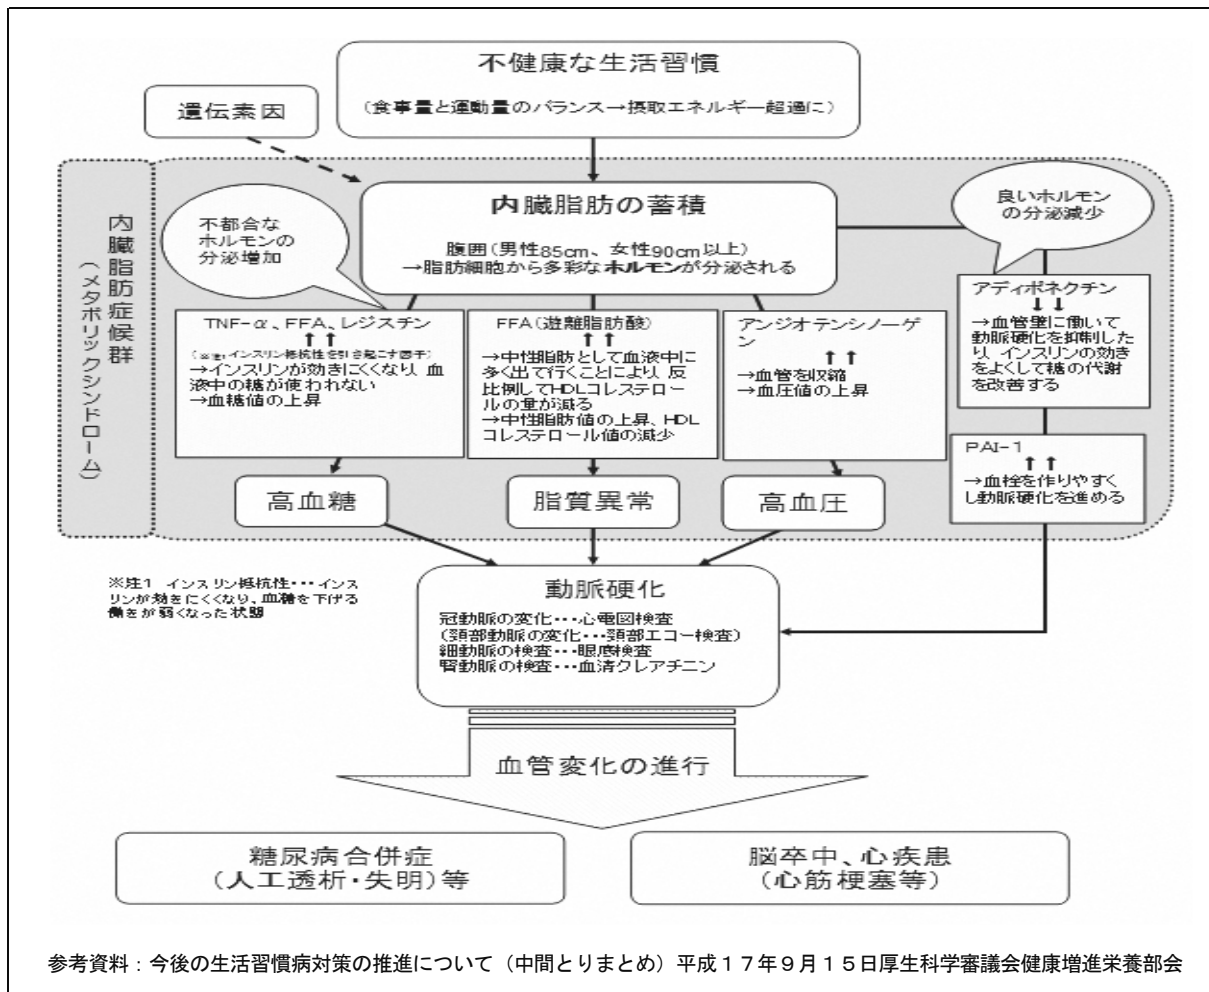 不健康な生活習慣
(食事量と運動量のバランス→摂取エネルギー超過に)
遺伝素因
内臓脂肪症候群
(メタボリックシンドローム)
内臓脂肪の蓄積
腹囲(男性85cm、女性90cm以上)
→脂肪細胞から多彩なホルモンが分泌される
不都合な
ホルモンの
分泌増加
良いホルモン
の分泌減少
TNF-α、FFA、レジスチン
↑↑
(※注1インスリン抵抗性を引き起こす因子)
→インスリンが効きにくくなり、血
液中の糖が使われない
→血糖値の上昇
FFA(遊離脂肪酸)
↑↑
→中性脂肪として血液中に
多く出て行くことにより、反
比例してHDLコレステロー
ルの量が減る
→中性脂肪値の上昇、HDL
コレステロール値の減少
アンジオテンシノーゲ
ン
↑↑
→血管を収縮
→血圧値の上昇
アディポネクチン
↓↓
→血管壁に働いて
動脈硬化を抑制した
り、インスリンの効き
をよくして糖の代謝
を改善する
PAI-1
↑↑
→血栓を作りやすく
し動脈硬化を進める
高血糖
脂質異常
高血圧
※注1 インスリン抵抗性・・・インス
リンが効きにくくなり、血糖を下げる
働きが弱くなった状態
動脈硬化
冠動脈の変化・・・心電図検査
(頚部動脈の変化・・・頚部エコー検査)
細動脈の検査・・・眼底検査
腎動脈の検査・・・血清クレアチニン
血管変化の進行
糖尿病合併症
(人工透析・失明)等
脳卒中、心疾患
(心筋梗塞等)
参考資料：今後の生活習慣病対策の推進について（中間とりまとめ）平成１７年９月１５日厚生科学審議会健康増進栄養部会